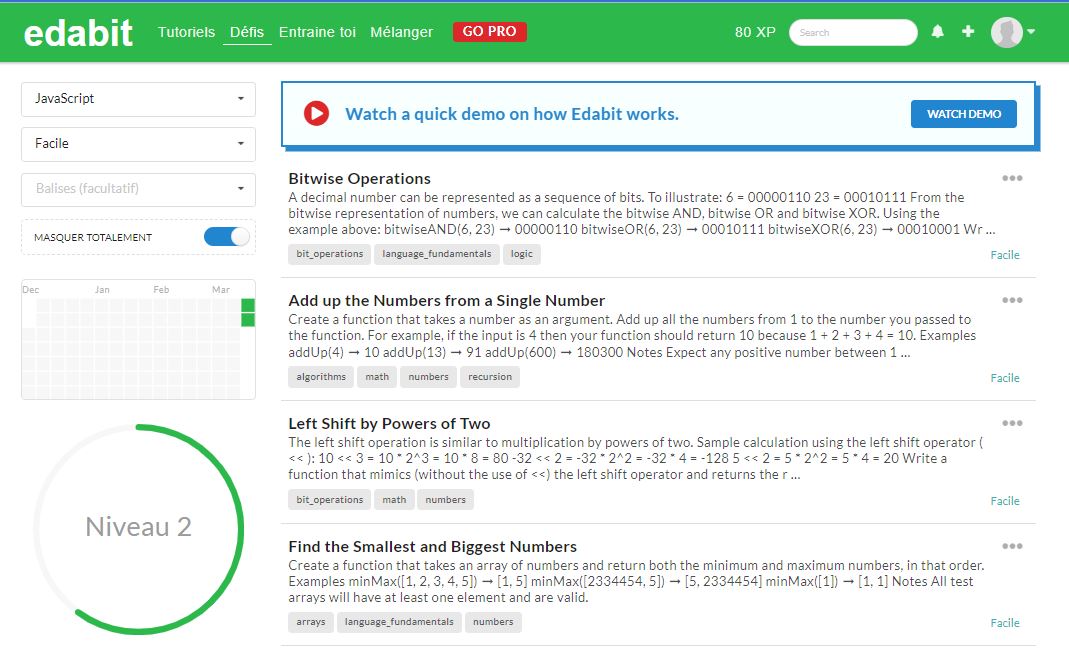 edabit Tutoriels Défis Entraine toi Mélanger GO PRO 80 XP Search
JavaScript
Facile
Balises (facultatif)
MASQUER TOTALEMENT
Dec Jan Feb Mar
Niveau 2
Watch a quick demo on how Edabit works. WATCH DEMO
Bitwise Operations
A decimal number can be represented as a sequence of bits. To illustrate: 6 = 00000110 23 = 00010111 From the
bitwise representation of numbers, we can calculate the bitwise AND, bitwise OR and bitwise XOR. Using the
example above: bitwiseAND(6, 23) → 00000110 bitwiseOR(6, 23) → 00010111 bitwiseXOR(6, 23) → 00010001 Wr ...
bit_operations language_fundamentals logic
Facile
Add up the Numbers from a Single Number
Create a function that takes a number as an argument. Add up all the numbers from 1 to the number you passed to
the function. For example, if the input is 4 then your function should return 10 because 1 + 2 + 3 + 4 = 10. Examples
addUp(4) → 10 addUp(13) → 91 addUp(600) → 180300 Notes Expect any positive number between 1 ...
algorithms math numbers recursion
Facile
Left Shift by Powers of Two
The left shift operation is similar to multiplication by powers of two. Sample calculation using the left shift operator (
<< ): 10 << 3 = 10 * 2^3 = 10 * 8 = 80 -32 << 2 = -32 * 2^2 = -32 * 4 = -128 5 << 2 = 5 * 2^2 = 5 * 4 = 20 Write a
function that mimics (without the use of <<) the left shift operator and returns the r ...
bit_operations math numbers
Facile
Find the Smallest and Biggest Numbers
Create a function that takes an array of numbers and return both the minimum and maximum numbers, in that order.
Examples minMax([1, 2, 3, 4, 5]) → [1, 5] minMax([2334454, 5]) → [5, 2334454] minMax([1]) → [1, 1] Notes All test
arrays will have at least one element and are valid.
arrays language_fundamentals numbers
Facile